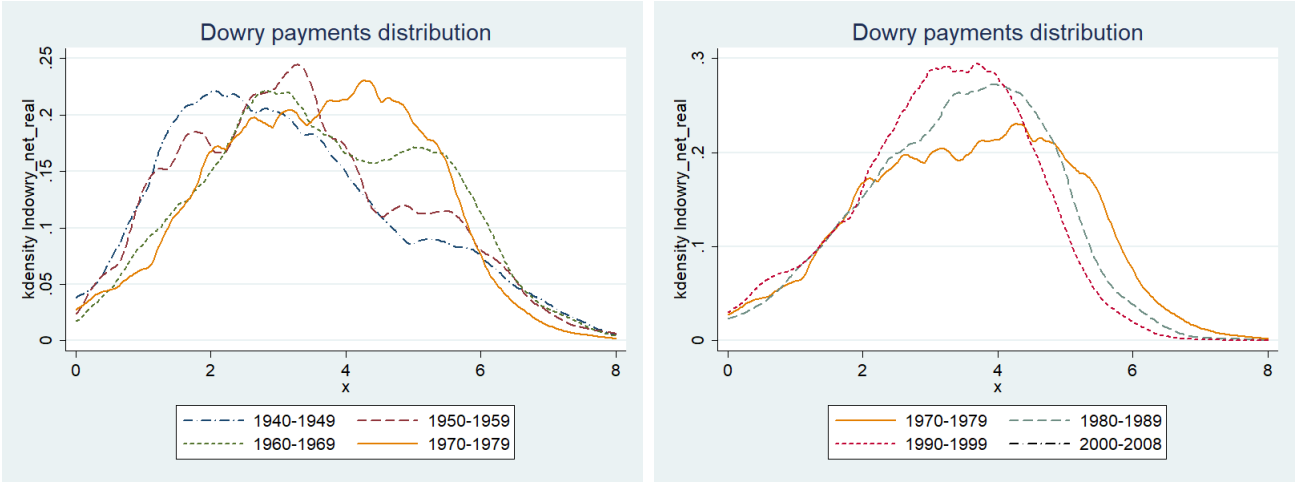 Dowry payments distribution
kdensity lndowry_net_real
.25
.2
.15
.1
.05
0
0 2 4 6 8
x
1940-1949 1950-1959
1960-1969 1970-1979
Dowry payments distribution
kdensity lndowry_net_real
.3
.2
.1
0
0 2 4 6 8
x
1970-1979 1980-1989
1990-1999 2000-2008